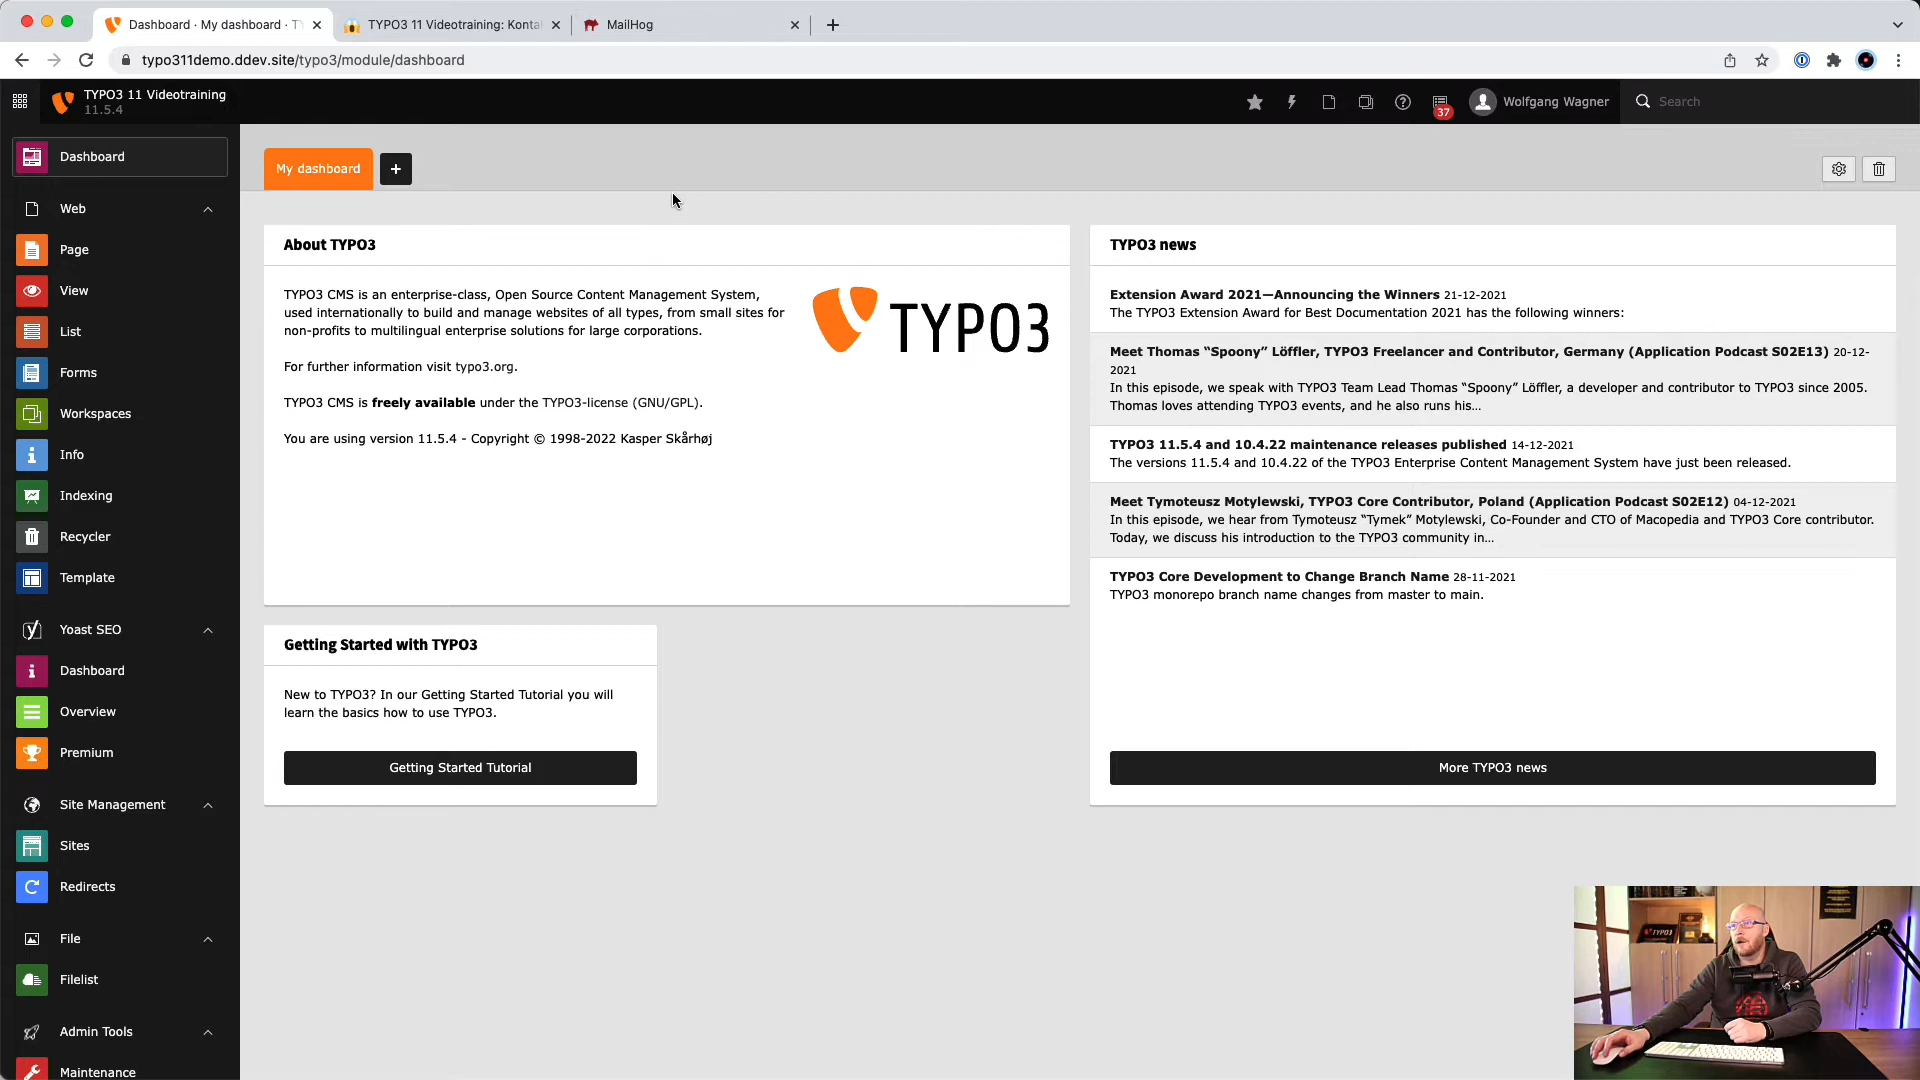 Dashboard · My dashboard · TY
TYPO3 11 Videotraining: Konta
MailHog
typo311demo.ddev.site/typo3/module/dashboard
TYPO3 11 Videotraining
11.5.4
37
Wolfgang Wagner
Search
Dashboard
Web
Page
View
List
Forms
Workspaces
Info
Indexing
Recycler
Template
Yoast SEO
Dashboard
Overview
Premium
Site Management
Sites
Redirects
File
Filelist
Admin Tools
Maintenance
My dashboard
+
About TYPO3
TYPO3 CMS is an enterprise-class, Open Source Content Management System,
used internationally to build and manage websites of all types, from small sites for
non-profits to multilingual enterprise solutions for large corporations.
For further information visit typo3.org.
TYPO3 CMS is freely available under the TYPO3-license (GNU/GPL).
You are using version 11.5.4 - Copyright © 1998-2022 Kasper Skårhøj
TYPO3
Getting Started with TYPO3
New to TYPO3? In our Getting Started Tutorial you will
learn the basics how to use TYPO3.
Getting Started Tutorial
TYPO3 news
Extension Award 2021—Announcing the Winners 21-12-2021
The TYPO3 Extension Award for Best Documentation 2021 has the following winners:
Meet Thomas “Spoony” Löffler, TYPO3 Freelancer and Contributor, Germany (Application Podcast S02E13) 20-12-
2021
In this episode, we speak with TYPO3 Team Lead Thomas “Spoony” Löffler, a developer and contributor to TYPO3 since 2005.
Thomas loves attending TYPO3 events, and he also runs his...
TYPO3 11.5.4 and 10.4.22 maintenance releases published 14-12-2021
The versions 11.5.4 and 10.4.22 of the TYPO3 Enterprise Content Management System have just been released.
Meet Tymoteusz Motylewski, TYPO3 Core Contributor, Poland (Application Podcast S02E12) 04-12-2021
In this episode, we hear from Tymoteusz “Tymek” Motylewski, Co-Founder and CTO of Macopedia and TYPO3 Core contributor.
Today, we discuss his introduction to the TYPO3 community in...
TYPO3 Core Development to Change Branch Name 28-11-2021
TYPO3 monorepo branch name changes from master to main.
More TYPO3 news
TYPO3